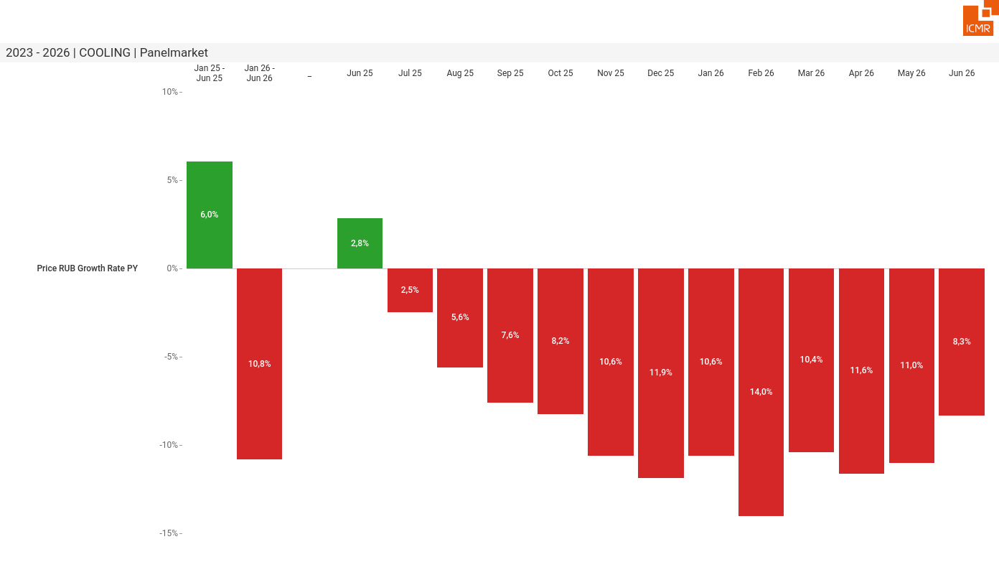 ICMR
2023 - 2026 | COOLING | Panelmarket
Jan 25 -
Jun 25
Jan 26 -
Jun 26
–
Jun 25
Jul 25
Aug 25
Sep 25
Oct 25
Nov 25
Dec 25
Jan 26
Feb 26
Mar 26
Apr 26
May 26
Jun 26
10%
5%
0%
-5%
-10%
-15%
Price RUB Growth Rate PY
6,0%
10,8%
2,8%
2,5%
5,6%
7,6%
8,2%
10,6%
11,9%
10,6%
14,0%
10,4%
11,6%
11,0%
8,3%